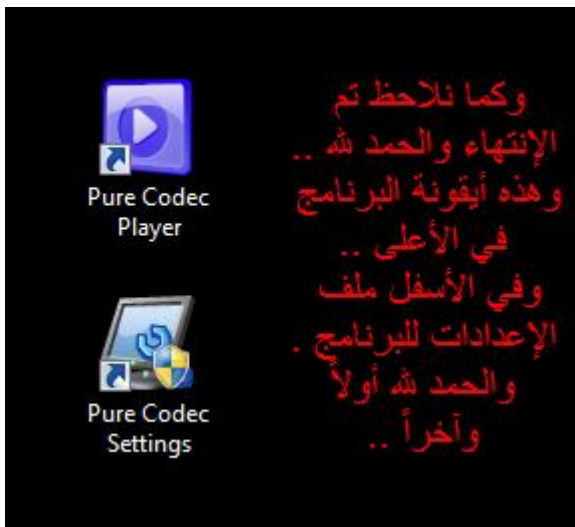 Pure Codec
Player
Pure Codec
Settings
وكما نلاحظ تم
الإنتهاء والحمد لله ..
وهذه أيقونة البرنامج
في الأعلى ..
وفي الأسفل ملف
الإعدادات للبرنامج .
والحمد لله أولاً
وآخراً ..